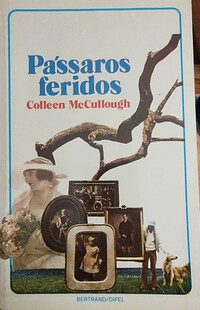 Pássaros
feridos
Colleen McCullough
BERTRAND/DIFEL